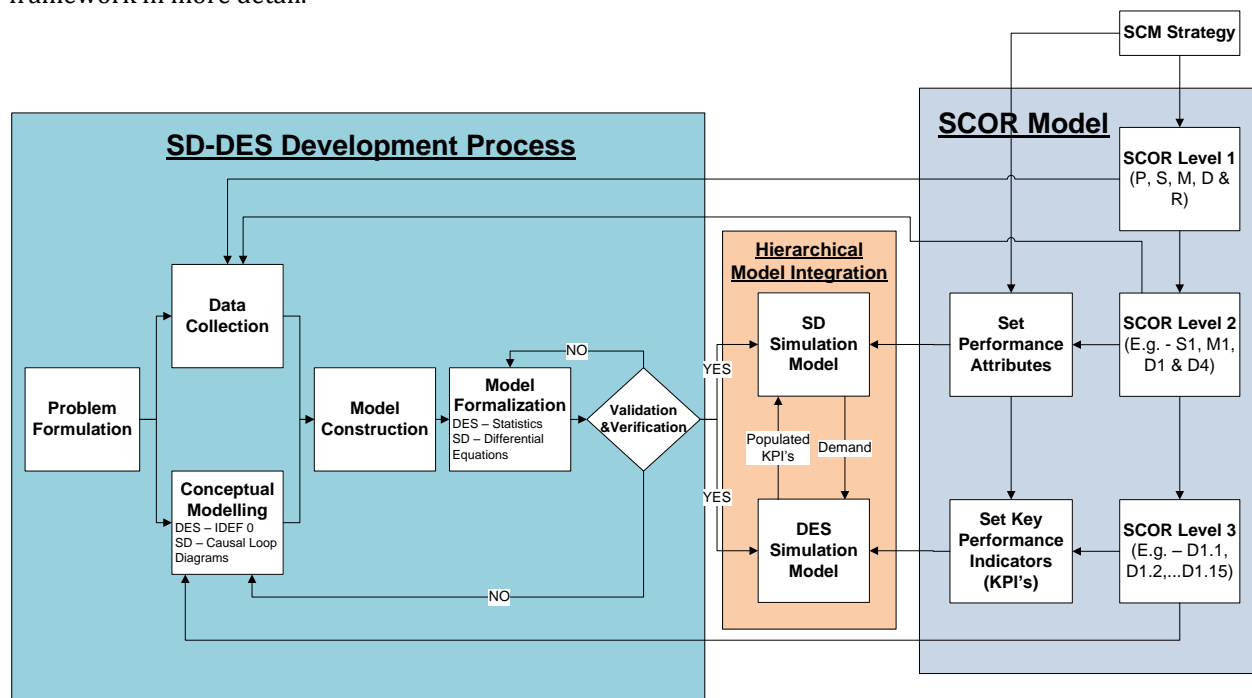 framework in more detail.
SCM Strategy
SD-DES Development Process
SCOR Model
SCOR Level 1
(P, S, M, D &
R)
Hierarchical
Model Integration
Data
Collection
SD
Simulation
Model
Set
Performance
Attributes
SCOR Level 2
(E.g. - S1, M1,
D1 & D4)
NO
YES
Problem
Formulation
Model
Construction
Model
Formalization
DES – Statistics
SD – Differential
Equations
Validation
&Verification
Populated
KPI's
Demand
Conceptual
Modelling
DES – IDEF 0
SD – Causal Loop
Diagrams
YES
DES
Simulation
Model
Set Key
Performance
Indicators
(KPI's)
SCOR Level 3
(E.g. – D1.1,
D1.2,...D1.15)
NO